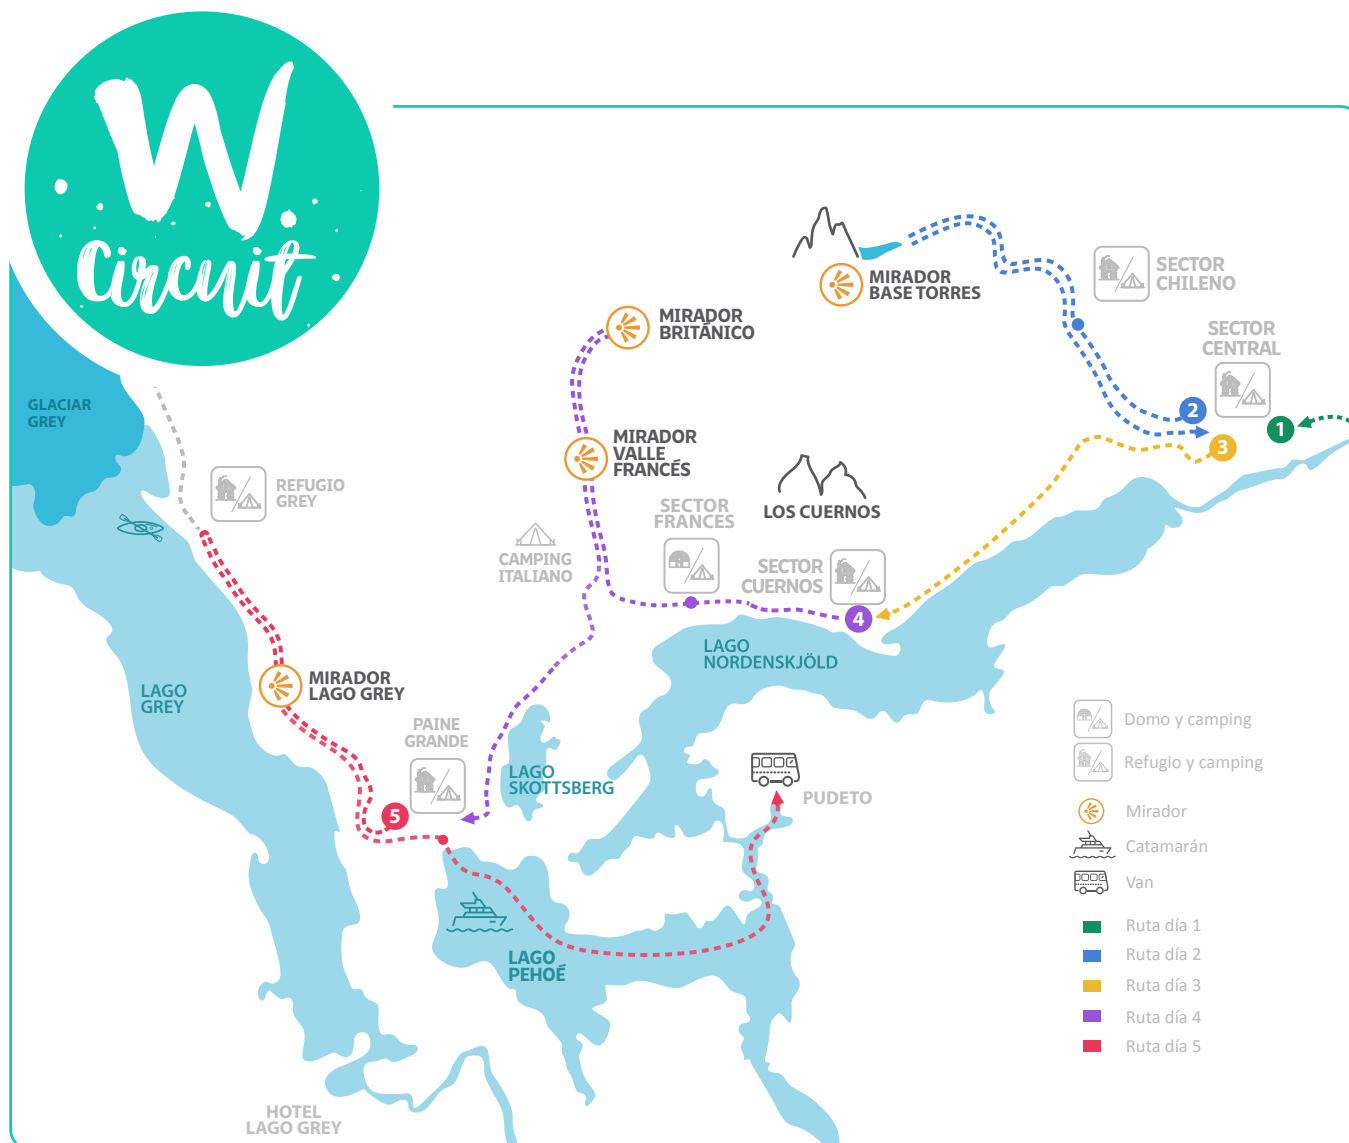 W
Circuit
MIRADOR
BASE TORRES
SECTOR
CHILENO
MIRADOR
BRITÁNICO
SECTOR
CENTRAL
GLACIAR
GREY
2
1
3
MIRADOR
VALLE
FRANCÉS
REFUGIO
GREY
LOS CUERNOS
SECTOR
FRANCÉS
CAMPING
ITALIANO
SECTOR
CUERNOS
4
LAGO
NORDENSKJÖLD
MIRADOR
LAGO GREY
LAGO
GREY
PAINE
GRANDE
LAGO
SKOTTSBERG
5
PUDETO
LAGO
PEHOÉ
HOTEL
LAGO GREY
Domo y camping
Refugio y camping
Mirador
Catamarán
Van
Ruta día 1
Ruta día 2
Ruta día 3
Ruta día 4
Ruta día 5